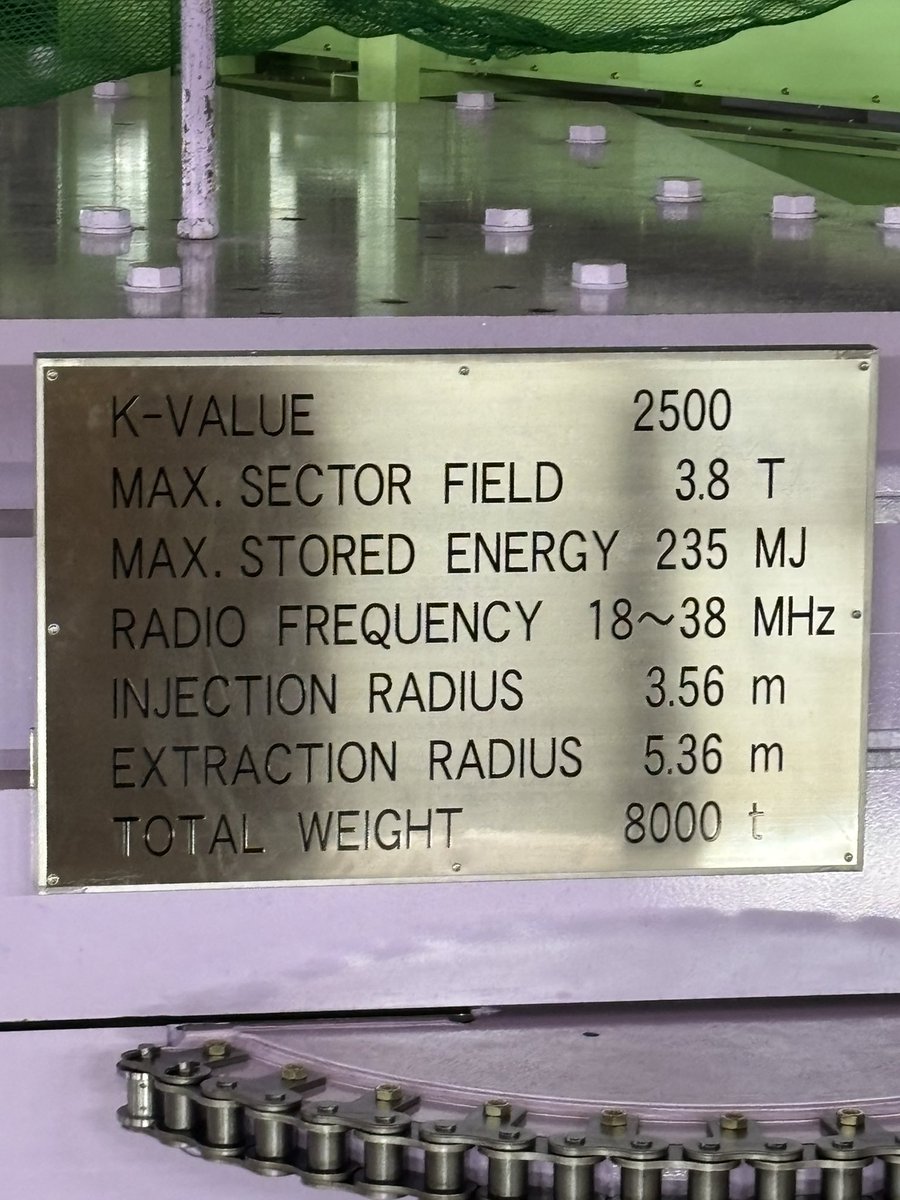 K-VALUE 2500
MAX. SECTOR FIELD 3.8 T
MAX. STORED ENERGY 235 MJ
RADIO FREQUENCY 18～38 MHz
INJECTION RADIUS 3.56 m
EXTRACTION RADIUS 5.36 m
TOTAL WEIGHT 8000 t